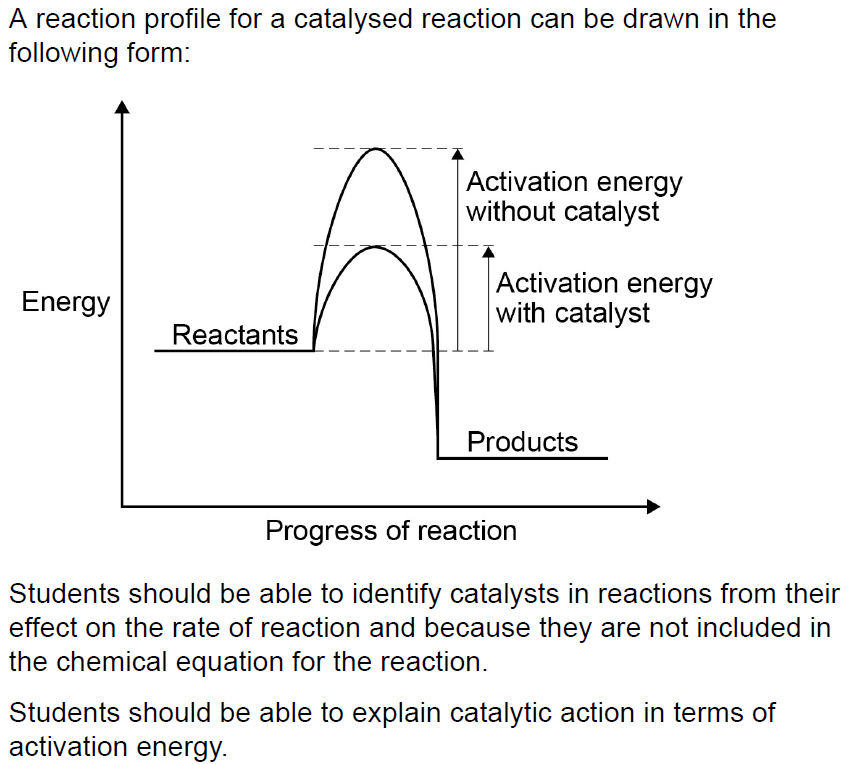 A reaction profile for a catalysed reaction can be drawn in the
following form:
Activation energy
without catalyst
Activation energy
with catalyst
Energy
Reactants
Products
Progress of reaction
Students should be able to identify catalysts in reactions from their
effect on the rate of reaction and because they are not included in
the chemical equation for the reaction.
Students should be able to explain catalytic action in terms of
activation energy.